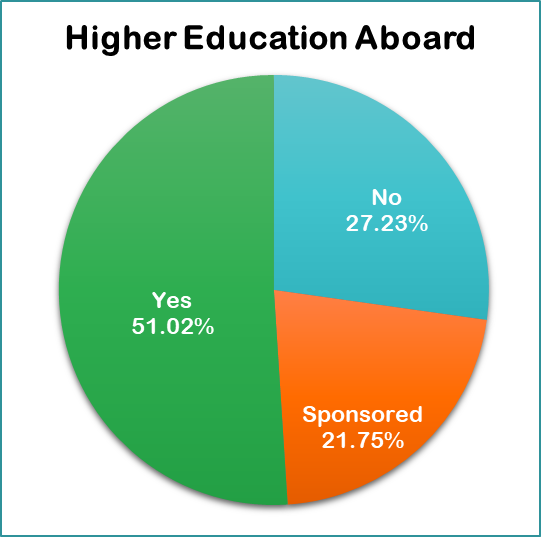 Higher Education Aboard
No
27.23%
Yes
51.02%
Sponsored
21.75%